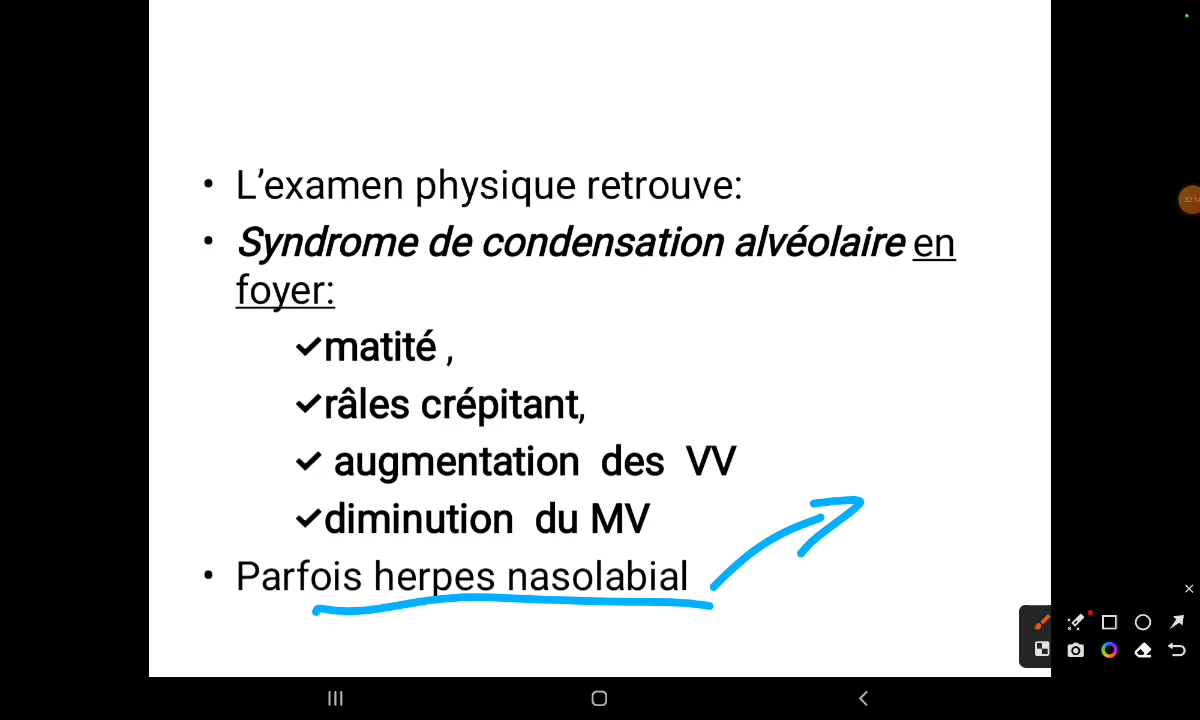 • L'examen physique retrouve:
• Syndrome de condensation alvéolaire en
foyer:
✓matité ,
✓râles crépitant,
✓ augmentation des VV
✓diminution du MV
• Parfois herpes nasolabial